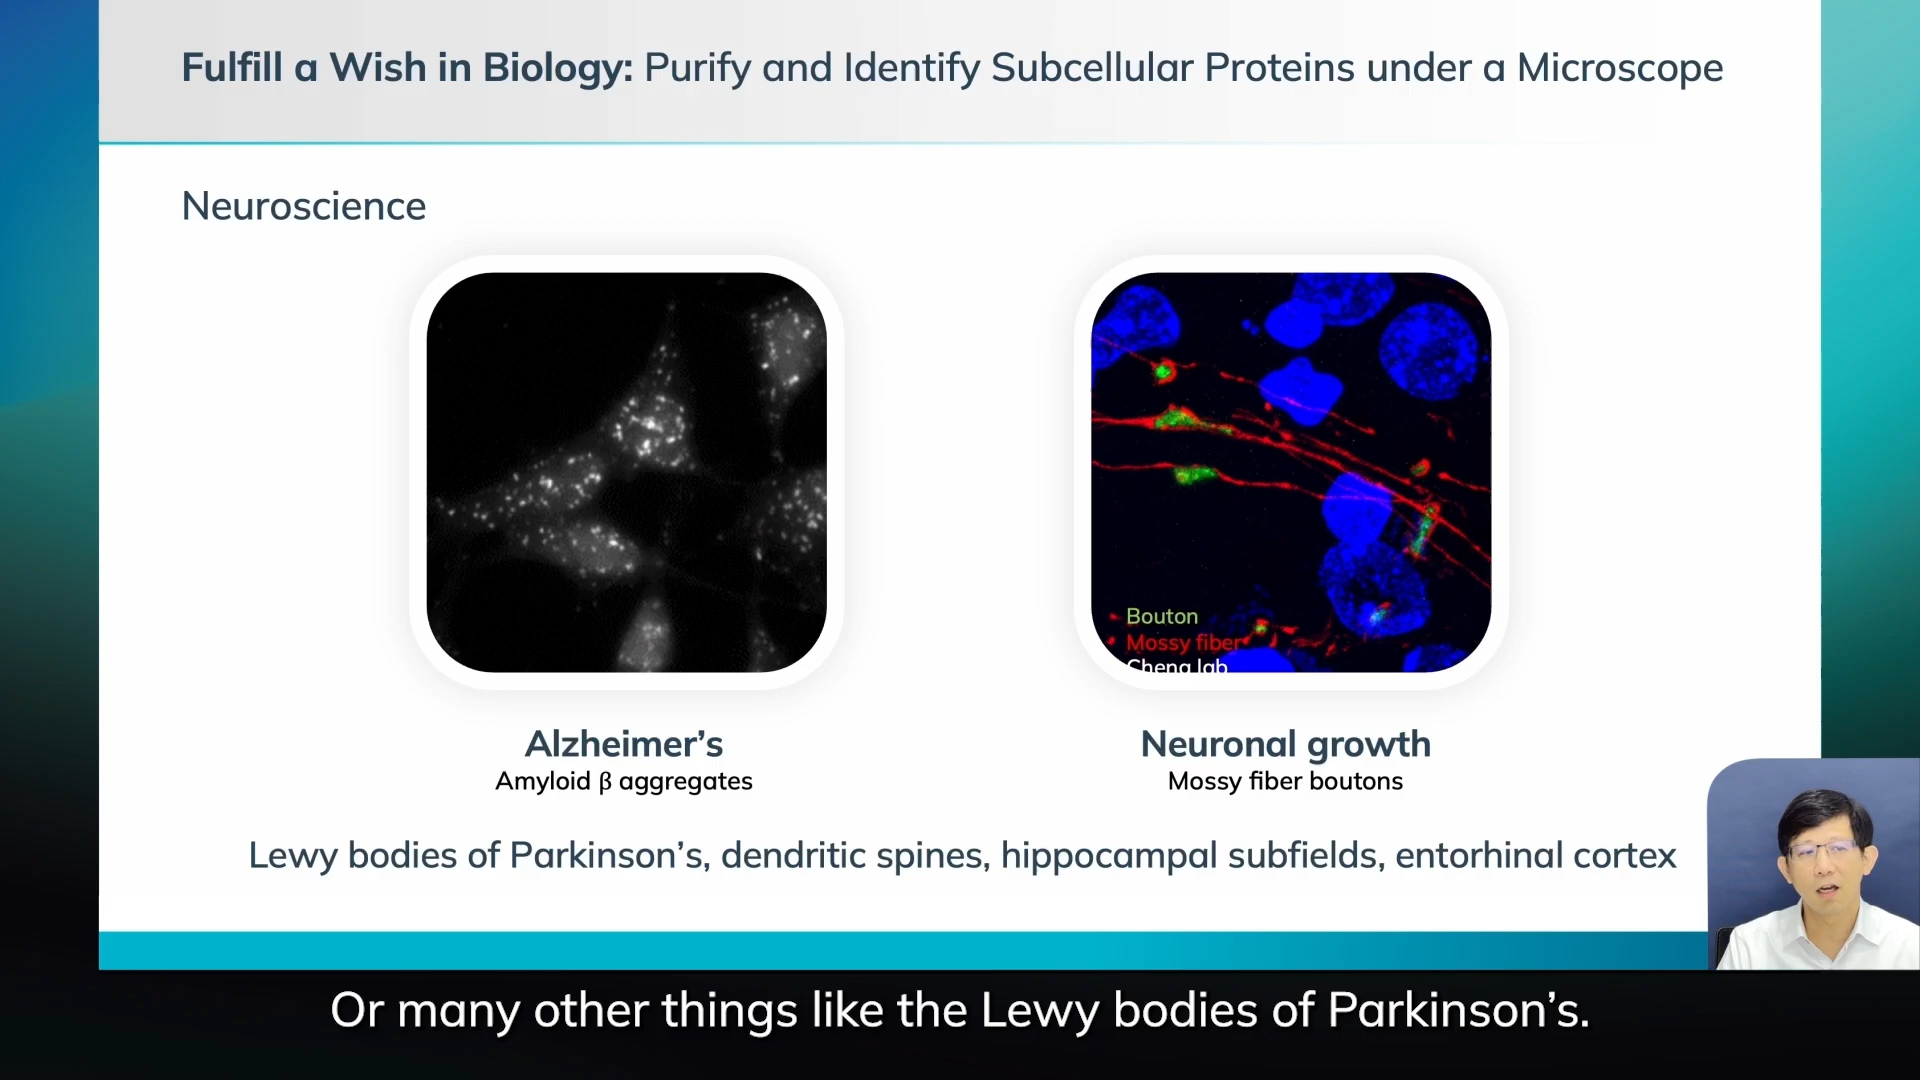 Fulfill a Wish in Biology: Purify and Identify Subcellular Proteins under a Microscope
Neuroscience
Bouton
Mossy fiber
Cheng lab
Alzheimer’s
Amyloid β aggregates
Neuronal growth
Mossy fiber boutons
Lewy bodies of Parkinson’s, dendritic spines, hippocampal subfields, entorhinal cortex
Or many other things like the Lewy bodies of Parkinson’s.